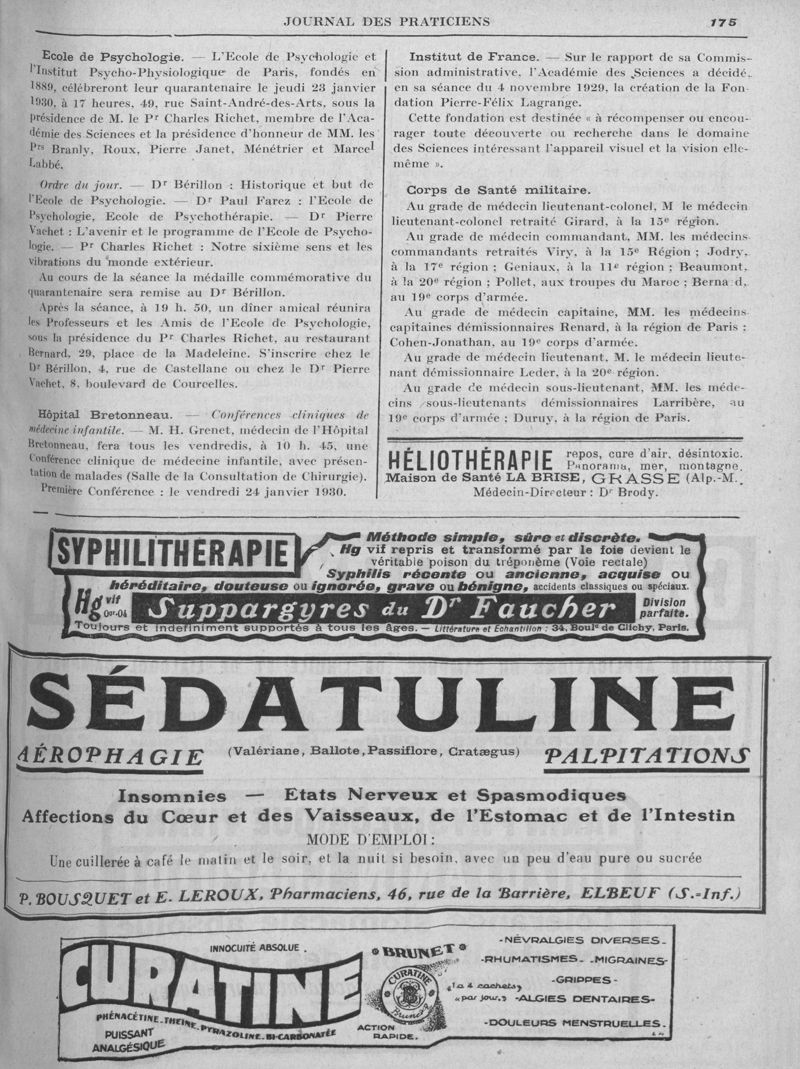 JOURNAL DES PRATICIENS
175
Ecole de Psychologie. — L'Ecole de Psychologie et
l'Institut Psycho-Physiologique de Paris, fondés en
1889, célébreront leur quarantenaire le jeudi 23 janvier
1930, à 17 heures, 49, rue Saint-André-des-Arts, sous la
présidence de M. le Pr Charles Richet, membre de l'Aca-
démie des Sciences et la présidence d'honneur de MM. les
Prs Branly, Roux, Pierre Janet, Ménétrier et Marcel
Labbé.
Ordre du jour. — Dr Bérillon : Historique et but de
l'Ecole de Psychologie. — Dr Paul Farez : l'Ecole de
Psychologie, Ecole de Psychothérapie. — Dr Pierre
Vachet : L'avenir et le programme de l'Ecole de Psycho-
logie. — Pr Charles Richet : Notre sixième sens et les
vibrations du monde extérieur.
Au cours de la séance la médaille commémorative du
quarantenaire sera remise au Dr Bérillon.
Après la séance, à 19 h. 50, un dîner amical réunira
les Professeurs et les Amis de l'Ecole de Psychologie,
sous la présidence du Pr Charles Richet, au restaurant
Bernard, 29, place de la Madeleine. S'inscrire chez le
Dr Bérillon, 4, rue de Castellane ou chez le Dr Pierre
Vachet, 8, boulevard de Courcelles.
Hôpital Bretonneau. — Conférences cliniques de
médecine infantile. — M. H. Grenet, médecin de l'Hôpital
Bretonneau, fera tous les vendredis, à 10 h. 45, une
Conférence clinique de médecine infantile, avec présen-
tation de malades (Salle de la Consultation de Chirurgie).
Première Conférence : le vendredi 24 janvier 1930.
Institut de France. — Sur le rapport de sa Commis-
sion administrative, l'Académie des Sciences a décidé,
en sa séance du 4 novembre 1929, la création de la Fon
dation Pierre-Félix Lagrange.
Cette fondation est destinée « à récompenser ou encou-
rager toute découverte ou recherche dans le domaine
des Sciences intéressant l'appareil visuel et la vision elle-
même ».
Corps de Santé militaire.
Au grade de médecin lieutenant-colonel, M le médecin
lieutenant-colonel retraité Girard, à la 15e région.
Au grade de médecin commandant, MM. les médecins
commandants retraités Viry, à la 15e Région ; Jodry,
à la 17e région ; Geniaux, à la 11e région ; Beaumont,
à la 20e région ; Pollet, aux troupes du Maroc ; Berna d,
au 19e corps d'armée.
Au grade de médecin capitaine, MM. les médecins
capitaines démissionnaires Renard, à la région de Paris ;
Cohen-Jonathan, au 19e corps d'armée.
Au grade de médecin lieutenant, M. le médecin lieute-
nant démissionnaire Leder, à la 20e région.
Au grade de médecin sous-lieutenant, MM. les méde-
cins sous-lieutenants démissionnaires Larribère, au
19e corps d'armée ; Duruy, à la région de Paris.
HÉLIOTHÉRAPIE repos, cure d'air, désintoxic.
Panorama, mer, montagne.
Maison de Santé LA BRISE, GRASSE (Alp.-M.
Médecin-Directeur : Dr Brody.
SYPHILITHÉRAPIE
Méthode simple, sûre et discrète.
Hg vif repris et transformé par le foie devient le
véritable poison du tréponème (Voie rectale)
Syphilis récente ou ancienne, acquise ou
héréditaire, douteuse ou ignorée, grave ou bénigne, accidents classiques ou spéciaux.
Hg vif 0gr.04
Suppargyres du Dr Faucher
Division parfaite.
Toujours et indéfiniment supportés à tous les âges. — Littérature et Echantillon : 34, Boulc de Clichy, Paris.
SÉDATULINE
AÉROPHAGIE
(Valériane, Ballote, Passiflore, Cratægus)
PALPITATIONS
Insomnies — Etats Nerveux et Spasmodiques
Affections du Cœur et des Vaisseaux, de l'Estomac et de l'Intestin
MODE D'EMPLOI :
Une cuillerée à café le matin et le soir, et la nuit si besoin, avec un peu d'eau pure ou sucrée
P. BOUSQUET et E. LEROUX, Pharmaciens, 46, rue de la Barrière, ELBEUF (S.=Inf.)
INNOCUITÉ ABSOLUE.
CURATINE
PHÉNACÉTINE-THEINE-PYRAZOLINE-BI-CARBONATÉE
PUISSANT
ANALGÉSIQUE
"BRUNET"
CURATINE
Brunet
ACTION
RAPIDE.
"1 à 4 cachets"
"par jour."
-NÉVRALGIES DIVERSES-
-RHUMATISMES- -MIGRAINES-
-GRIPPES-
-ALGIES DENTAIRES-
-DOULEURS MENSTRUELLES-